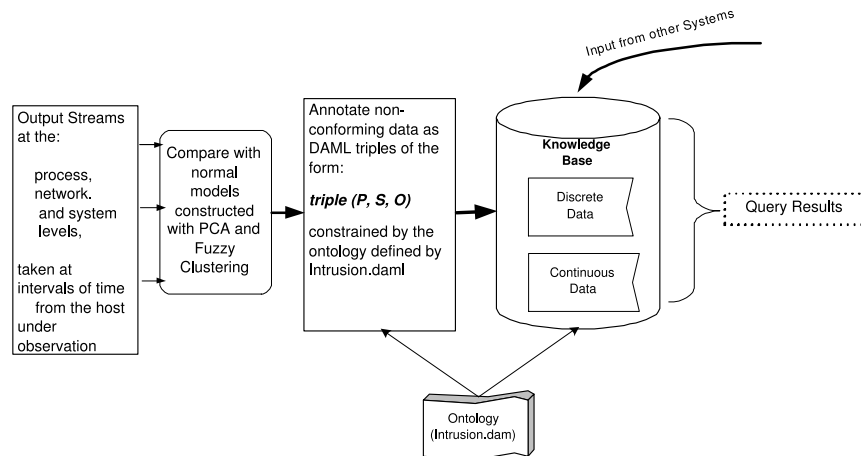 Input from other Systems
Output Streams
at the:
process,
network.
and system
levels,
taken at
intervals of time
from the host
under
observation
Compare with
normal
models
constructed
with PCA and
Fuzzy
Clustering
Annotate non-
conforming data as
DAML triples of the
form:
triple (P, S, O)
constrained by the
ontology defined by
Intrusion.daml
Knowledge
Base
Discrete
Data
Continuous
Data
Query Results
Ontology
(Intrusion.dam)